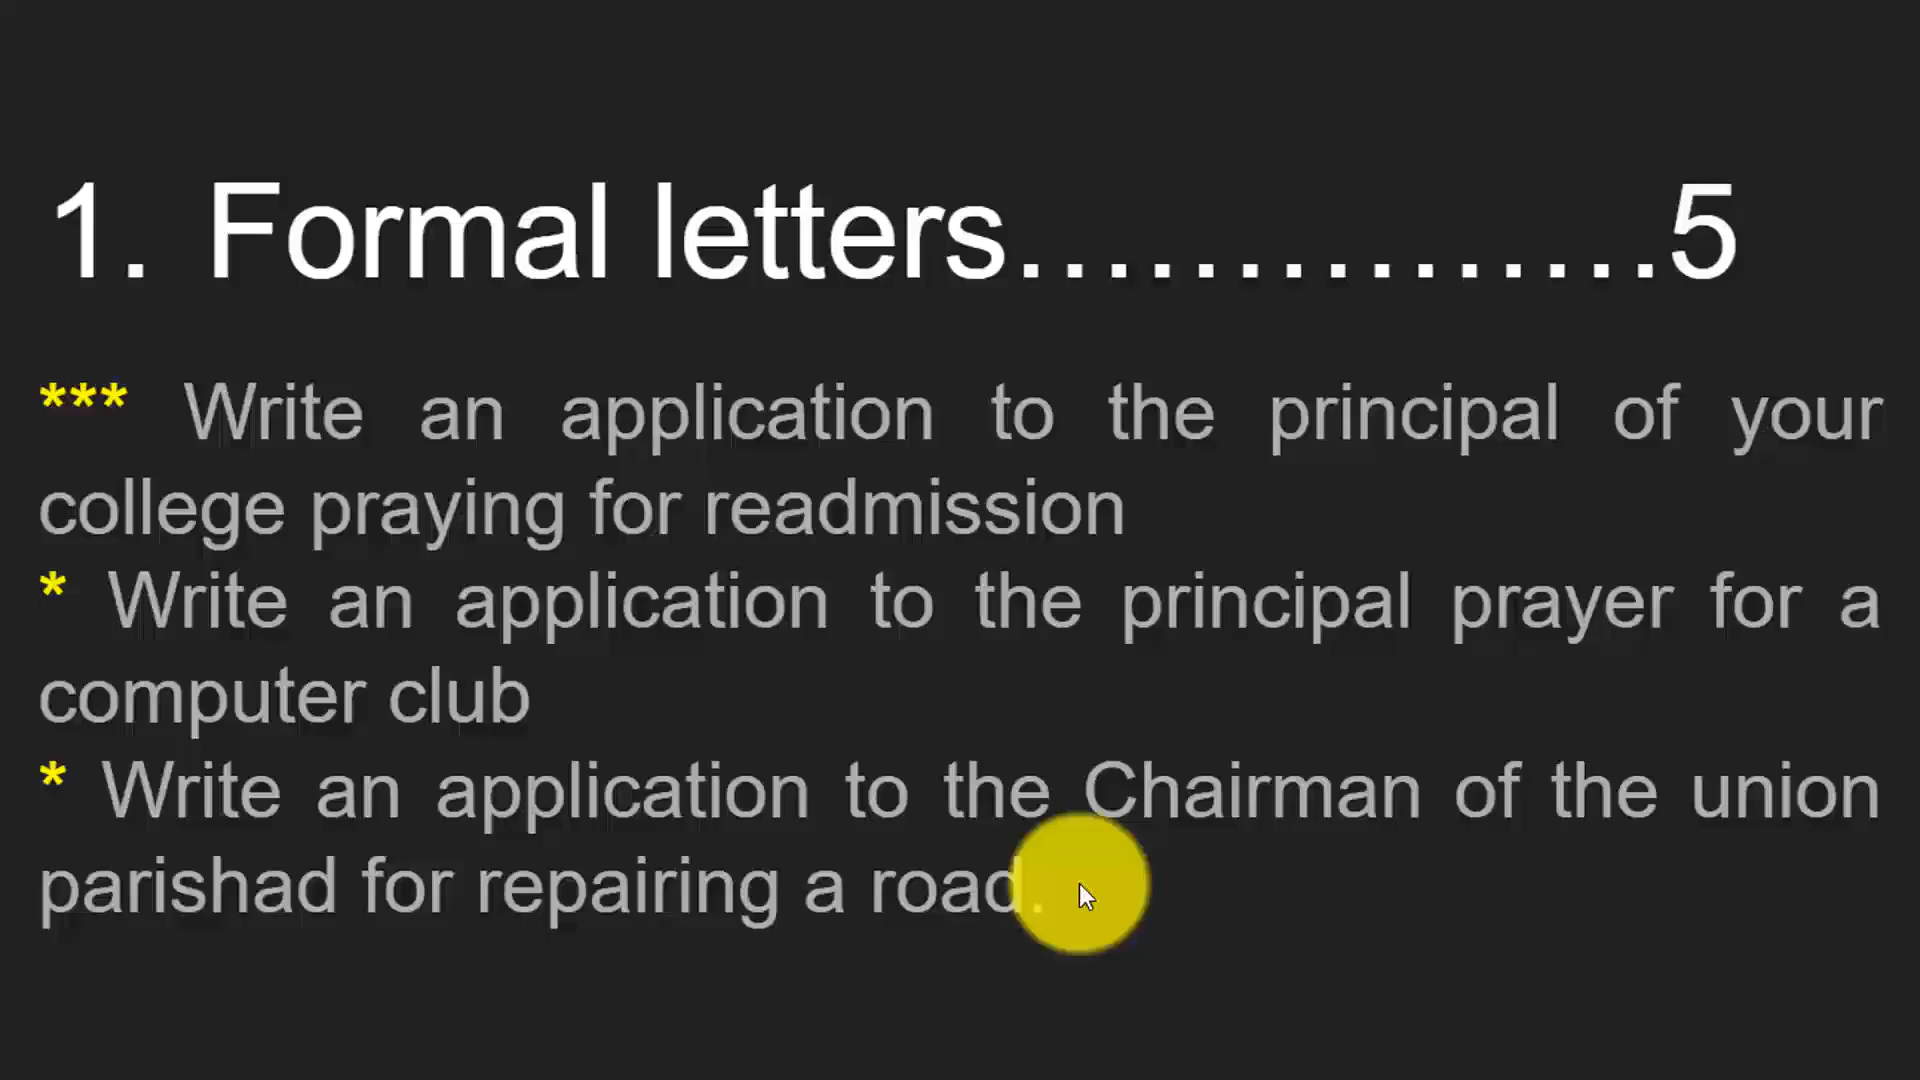 1. Formal letters...............5
*** Write an application to the principal of your
college praying for readmission
* Write an application to the principal prayer for a
computer club
* Write an application to the Chairman of the union
parishad for repairing a road.